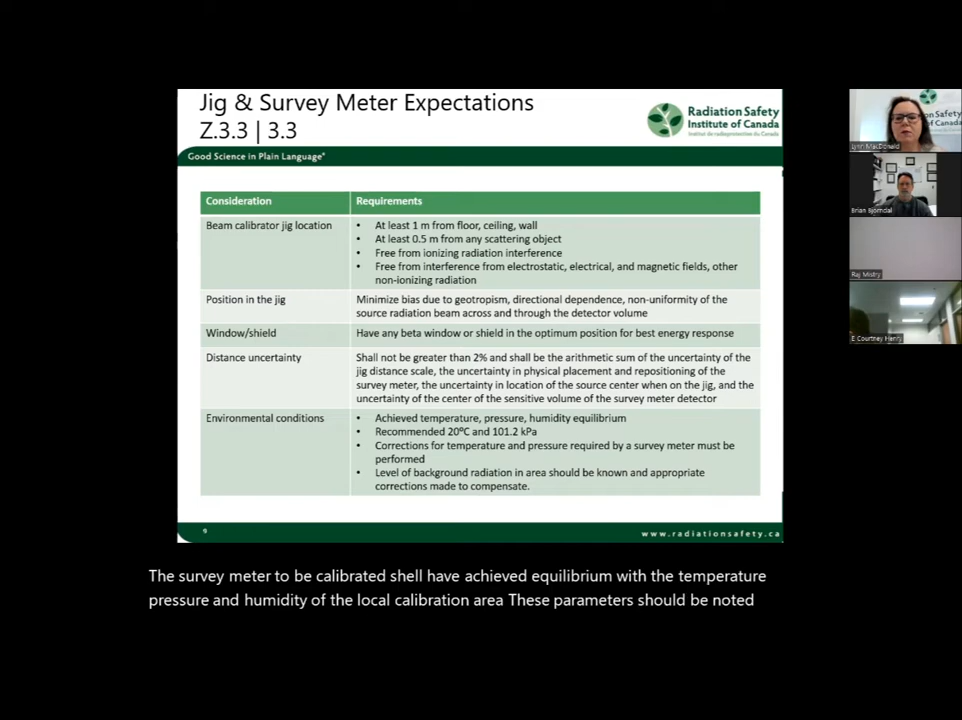 Jig & Survey Meter Expectations
Z.3.3 | 3.3
Radiation Safety
Institute of Canada
Institut de radioprotection du Canada
Good Science in Plain Language®
Consideration Requirements
Beam calibrator jig location
• At least 1 m from floor, ceiling, wall
• At least 0.5 m from any scattering object
• Free from ionizing radiation interference
• Free from interference from electrostatic, electrical, and magnetic fields, other
non-ionizing radiation
Position in the jig
Minimize bias due to geotropism, directional dependence, non-uniformity of the
source radiation beam across and through the detector volume
Window/shield
Have any beta window or shield in the optimum position for best energy response
Distance uncertainty
Shall not be greater than 2% and shall be the arithmetic sum of the uncertainty of the
jig distance scale, the uncertainty in physical placement and repositioning of the
survey meter, the uncertainty in location of the source center when on the jig, and the
uncertainty of the center of the sensitive volume of the survey meter detector
Environmental conditions
• Achieved temperature, pressure, humidity equilibrium
• Recommended 20ºC and 101.2 kPa
• Corrections for temperature and pressure required by a survey meter must be
performed
• Level of background radiation in area should be known and appropriate
corrections made to compensate.
9
www.radiationsafety.ca
The survey meter to be calibrated shell have achieved equilibrium with the temperature
pressure and humidity of the local calibration area These parameters should be noted
on Safety
of Canada
Lynn MacDonald
Brian Bjorndal
Raj Mistry
E Courtney Henry